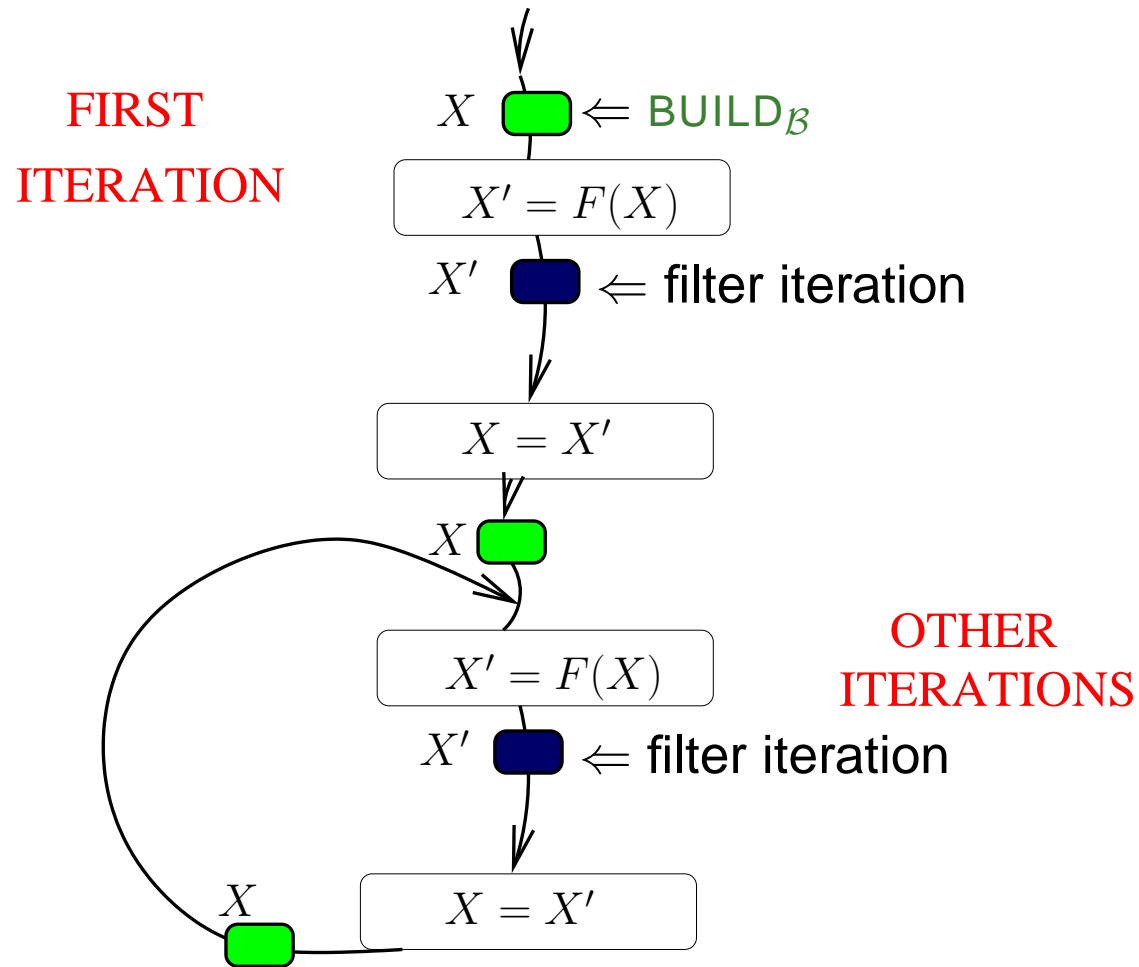 FIRST
ITERATION
X ⇐ BUILD_ℬ
X′ = F(X)
X′ ⇐ filter iteration
X = X′
X
X′ = F(X)
OTHER
ITERATIONS
X′ ⇐ filter iteration
X
X = X′